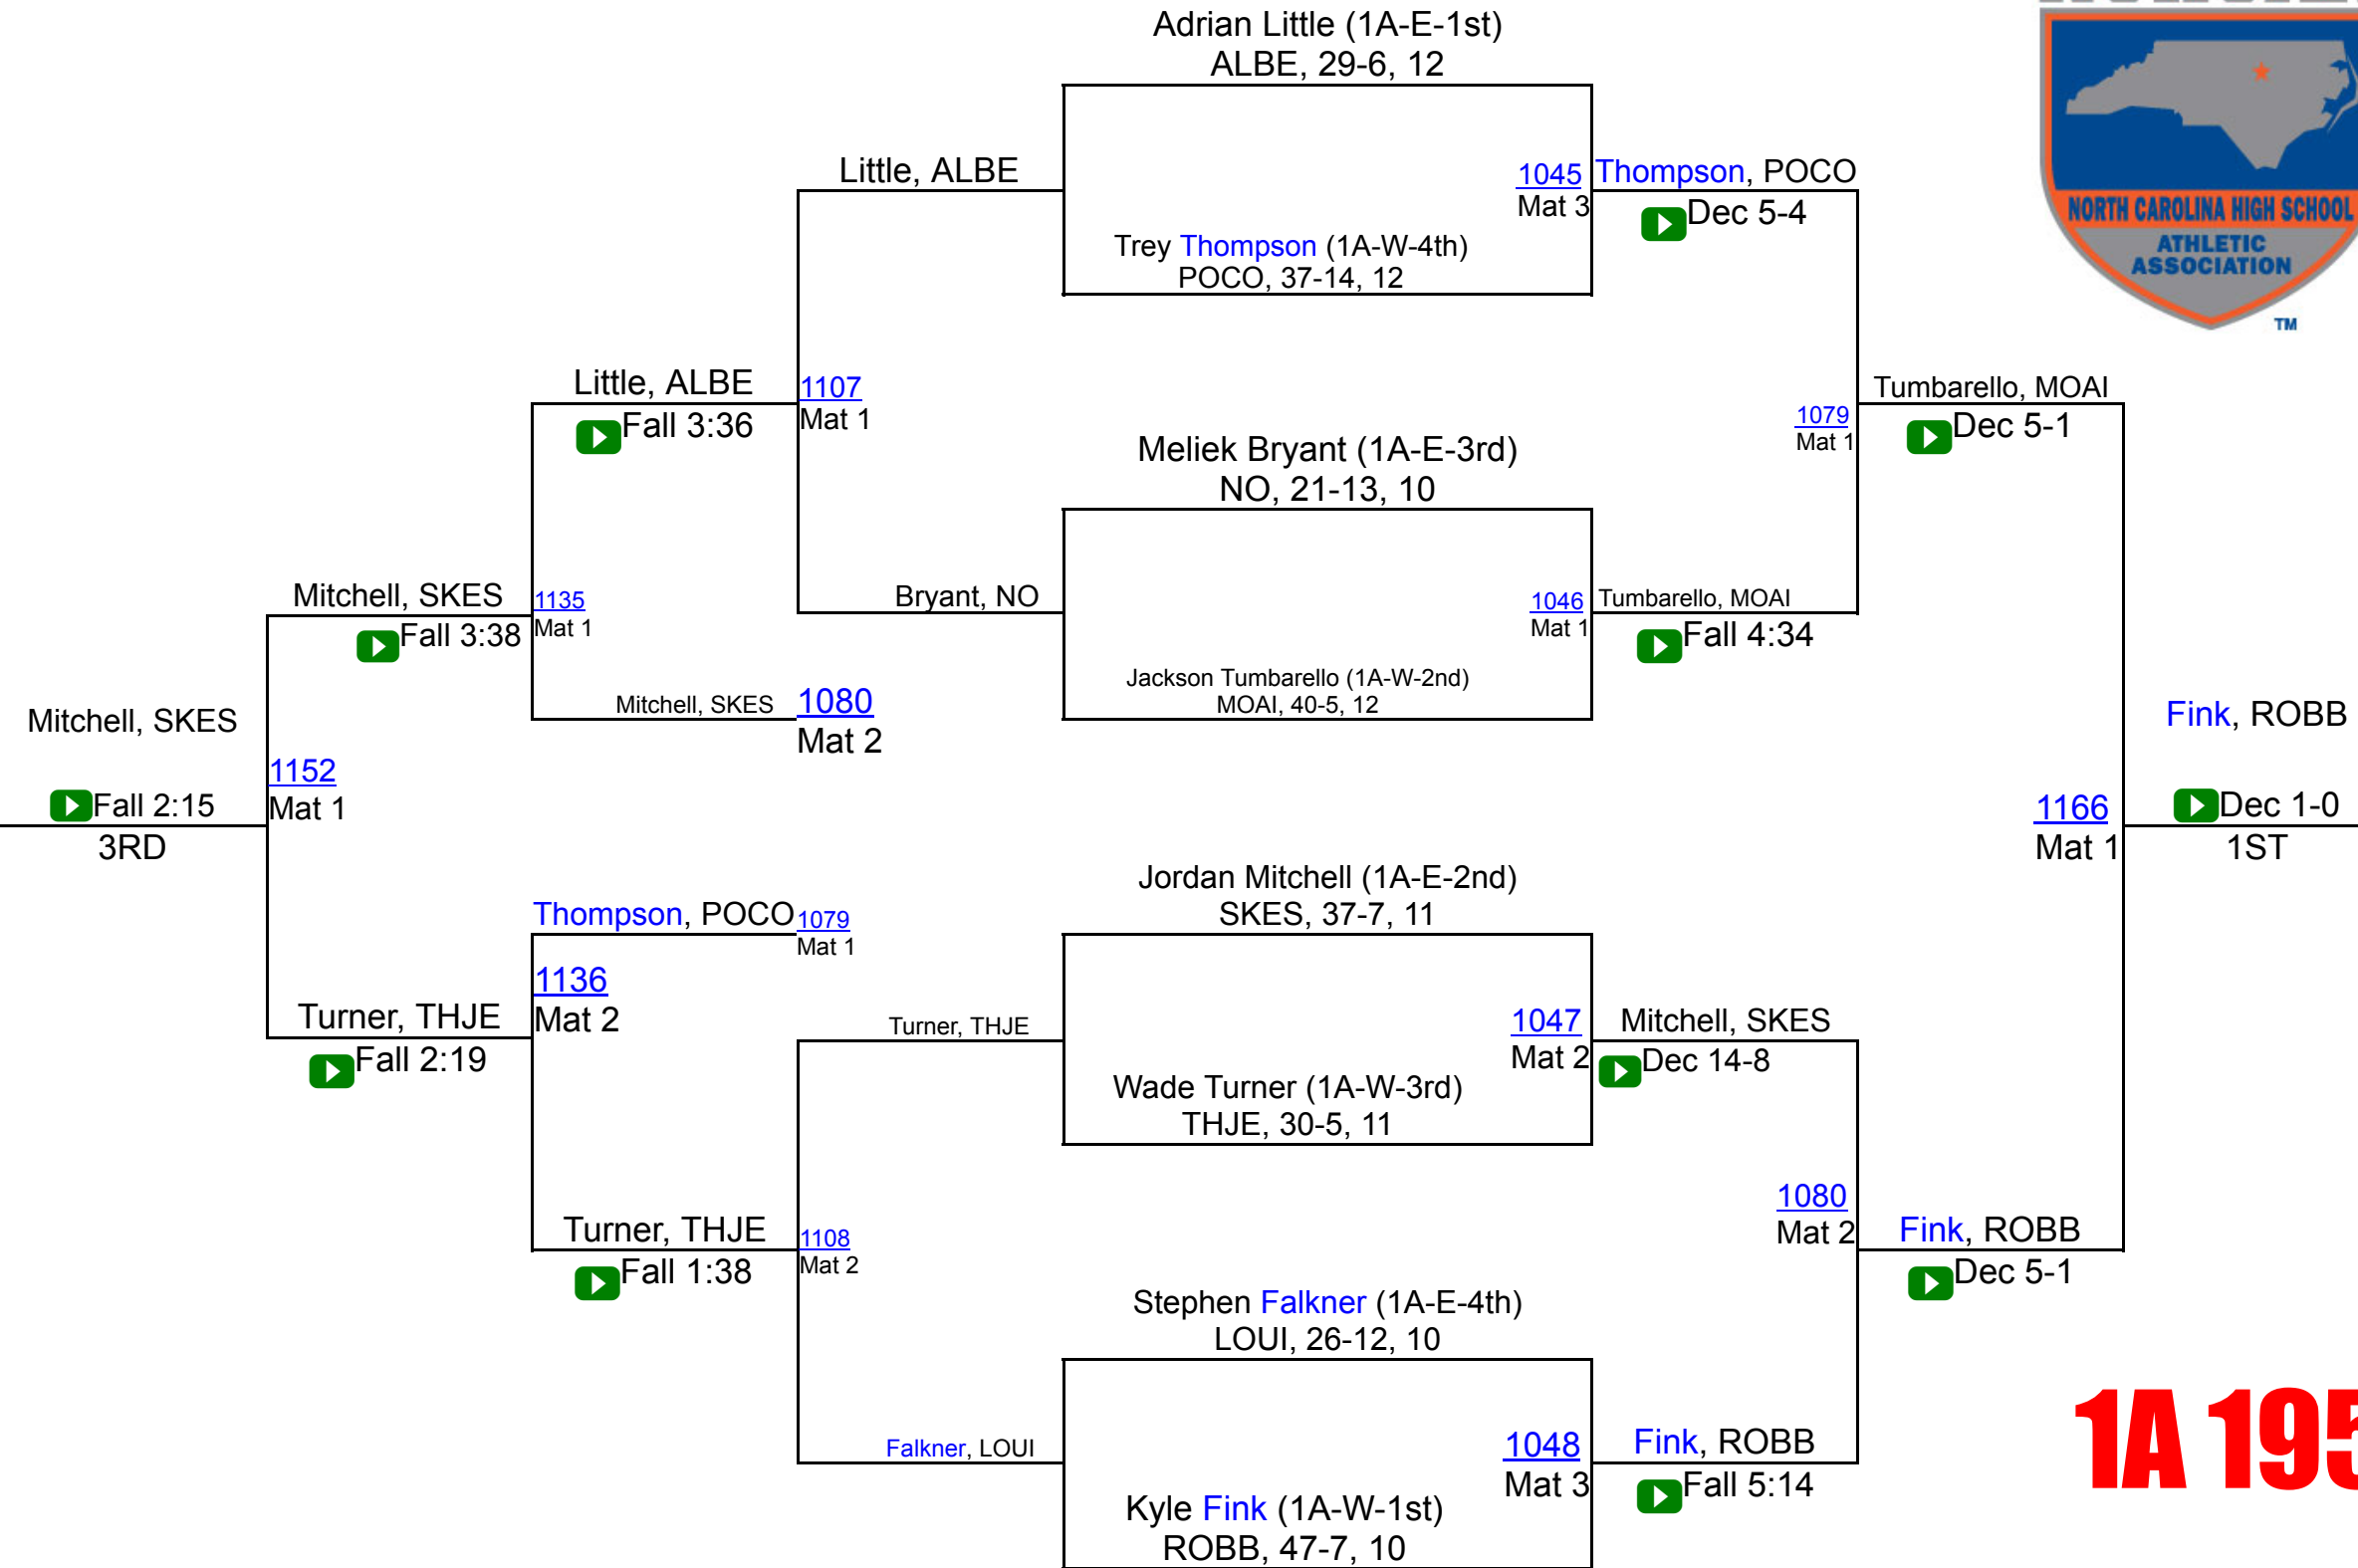 Adrian Little (1A-E-1st)
ALBE, 29-6, 12
Little, ALBE
1045
Mat 3
Thompson, POCO
Dec 5-4
Trey Thompson (1A-W-4th)
POCO, 37-14, 12
NORTH CAROLINA HIGH SCHOOL
ATHLETIC
ASSOCIATION
TM
Little, ALBE
Fall 3:36
1107
Mat 1
Tumbarello, MOAI
Dec 5-1
1079
Mat 1
Meliek Bryant (1A-E-3rd)
NO, 21-13, 10
Mitchell, SKES
Fall 3:38
1135
Mat 1
Bryant, NO
1046
Mat 1
Tumbarello, MOAI
Fall 4:34
Jackson Tumbarello (1A-W-2nd)
MOAI, 40-5, 12
Mitchell, SKES
1080
Mat 2
Mitchell, SKES
Fall 2:15
3RD
1152
Mat 1
Fink, ROBB
Dec 1-0
1ST
1166
Mat 1
Jordan Mitchell (1A-E-2nd)
SKES, 37-7, 11
Thompson, POCO
1079
Mat 1
1136
Mat 2
Turner, THJE
Fall 2:19
Turner, THJE
1047
Mat 2
Mitchell, SKES
Dec 14-8
Wade Turner (1A-W-3rd)
THJE, 30-5, 11
1080
Mat 2
Turner, THJE
Fall 1:38
1108
Mat 2
Fink, ROBB
Dec 5-1
Stephen Falkner (1A-E-4th)
LOUI, 26-12, 10
Falkner, LOUI
1048
Mat 3
Fink, ROBB
Fall 5:14
Kyle Fink (1A-W-1st)
ROBB, 47-7, 10
1A 195